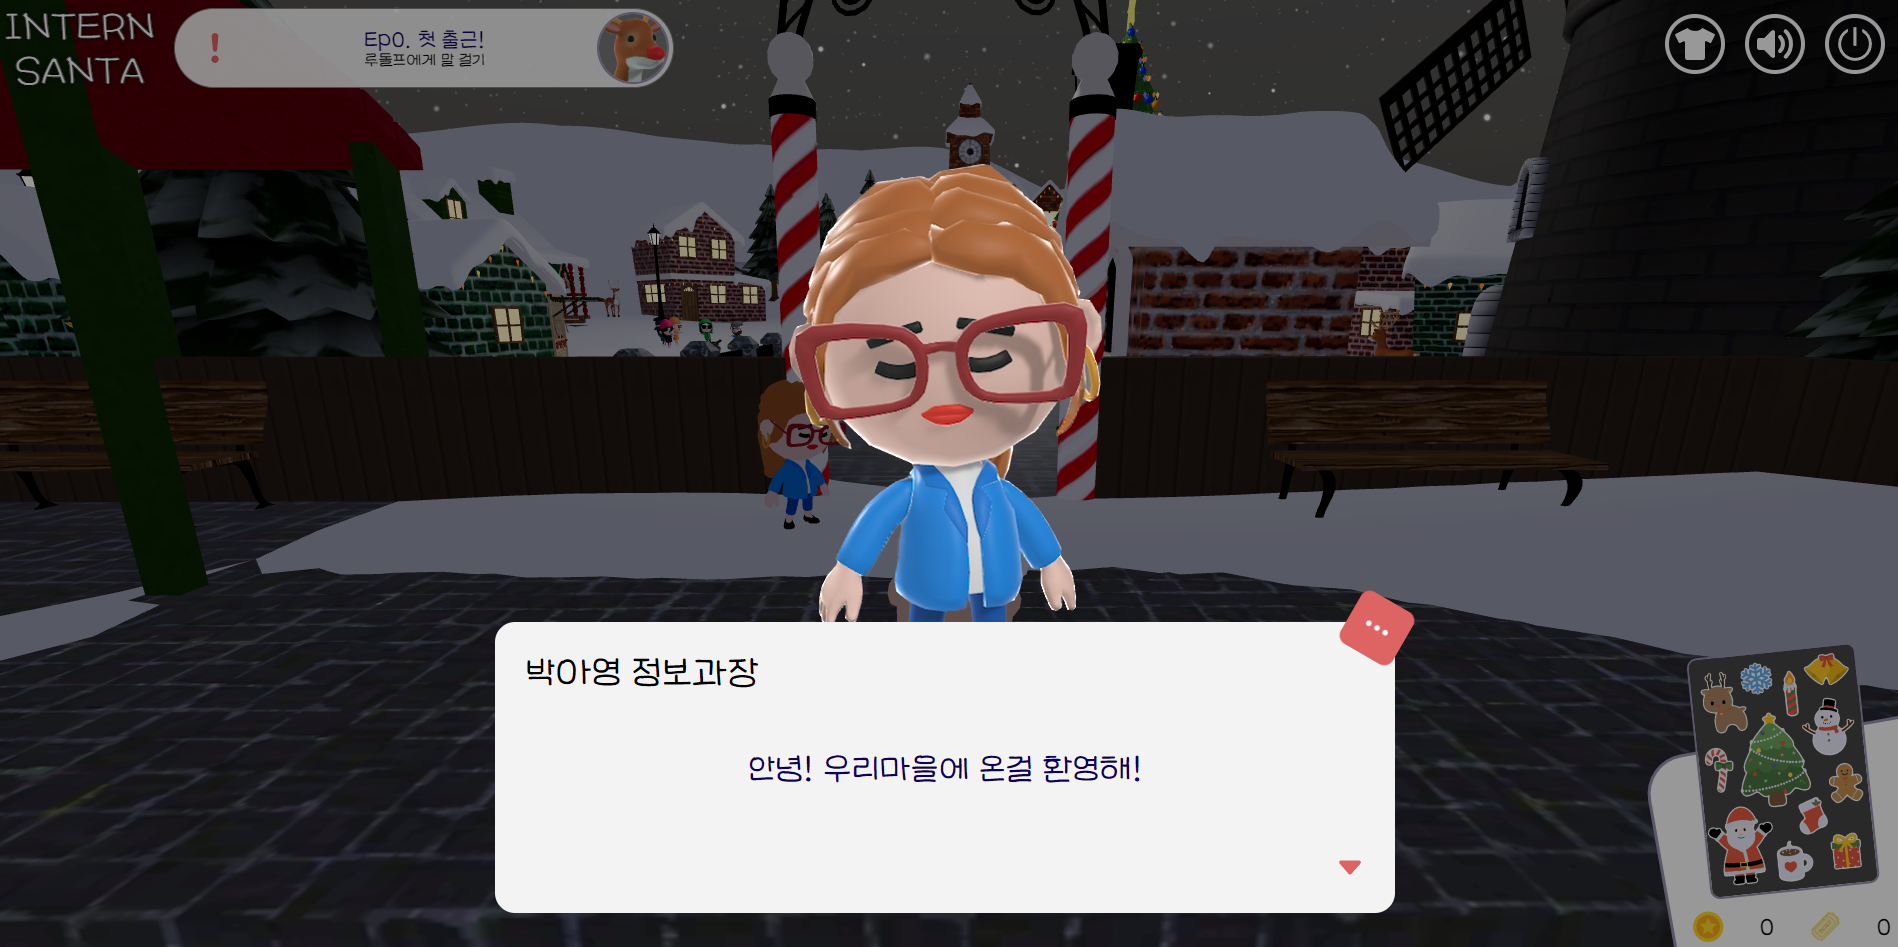 INTERN
SANTA
!
Ep0. 첫 출근!
루돌프에게 말 걸기
박아영 정보과장
안녕! 우리마을에 온걸 환영해!
0
0